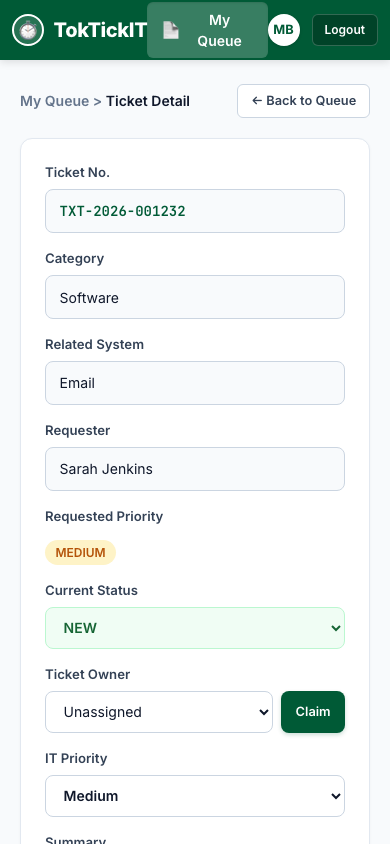 TokTickIT
My
Queue
MB
Logout
My Queue > Ticket Detail
← Back to Queue
Ticket No.
TXT-2026-001232
Category
Software
Related System
Email
Requester
Sarah Jenkins
Requested Priority
MEDIUM
Current Status
NEW
Ticket Owner
Unassigned
Claim
IT Priority
Medium
Summary